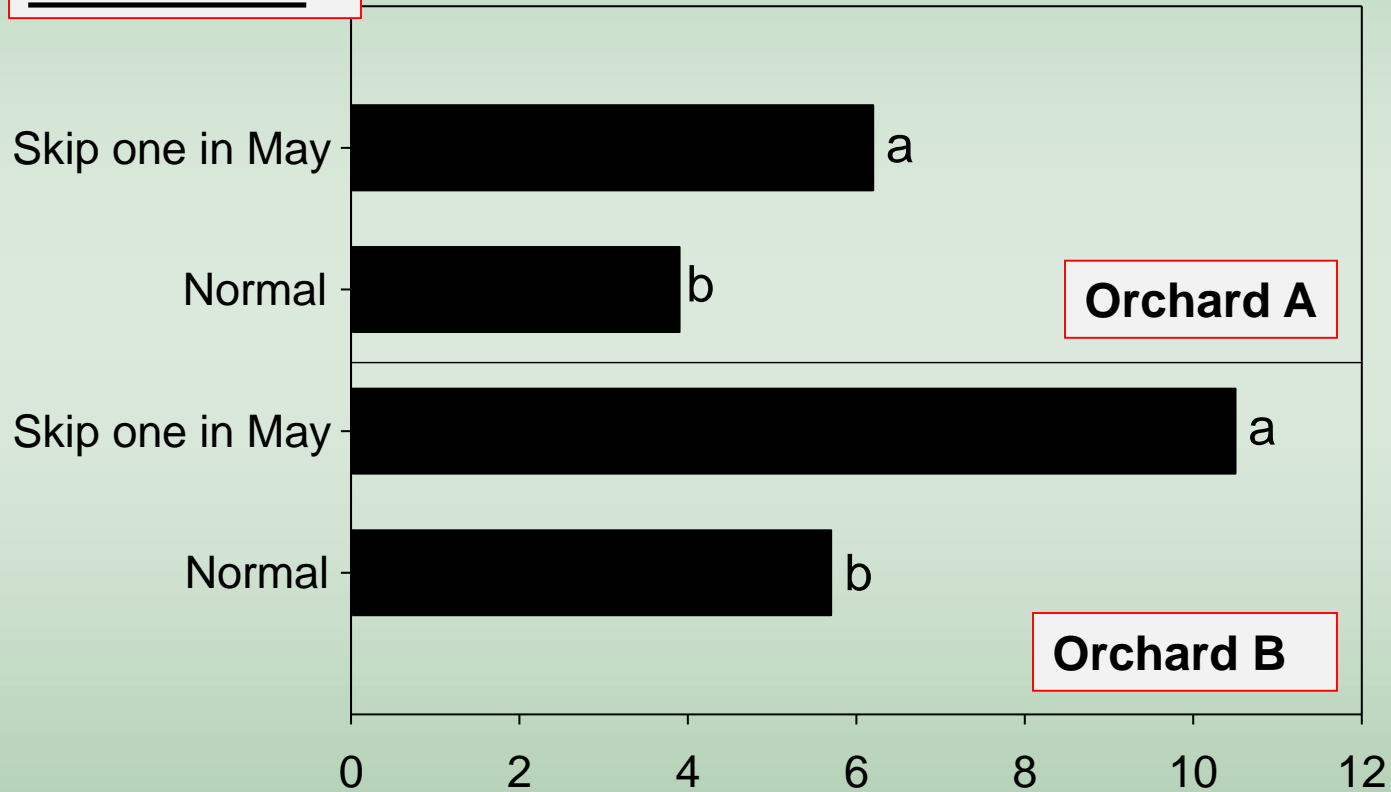 Skip one in May
a
Normal
b
Orchard A
Skip one in May
a
Normal
b
Orchard B
0 2 4 6 8 10 12